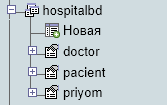 hospitalbd
Новая
doctor
pacient
priyom